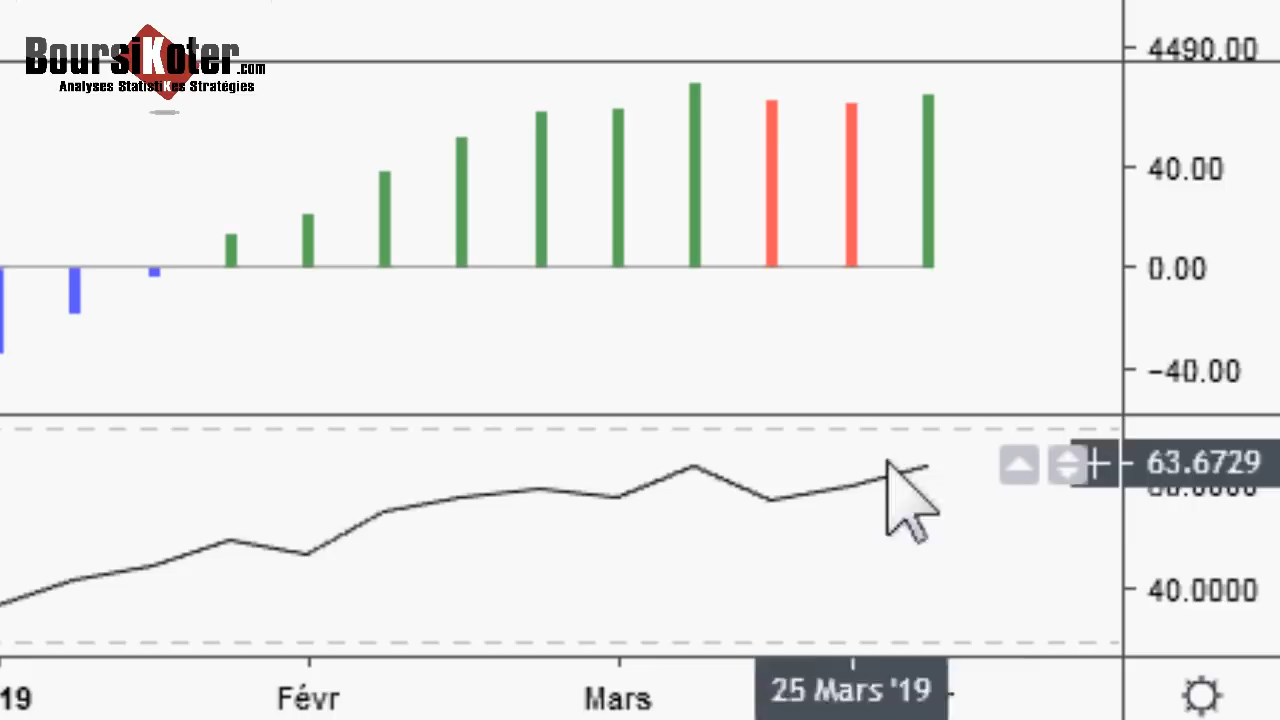 BoursiKoter.com
Analyses StatistiKes Stratégies
4490.00
40.00
0.00
−40.00
63.6729
40.0000
19
Févr
Mars
25 Mars '19